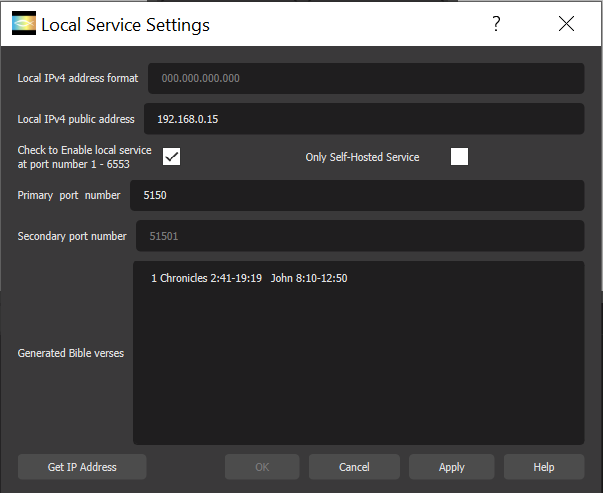 Local Service Settings ?
Local IPv4 address format 000.000.000.000
Local IPv4 public address 192.168.0.15
Check to Enable local service
at port number 1 - 6553 Only Self-Hosted Service
Primary port number 5150
Secondary port number 51501
1 Chronicles 2:41-19:19 John 8:10-12:50
Generated Bible verses
Get IP Address OK Cancel Apply Help